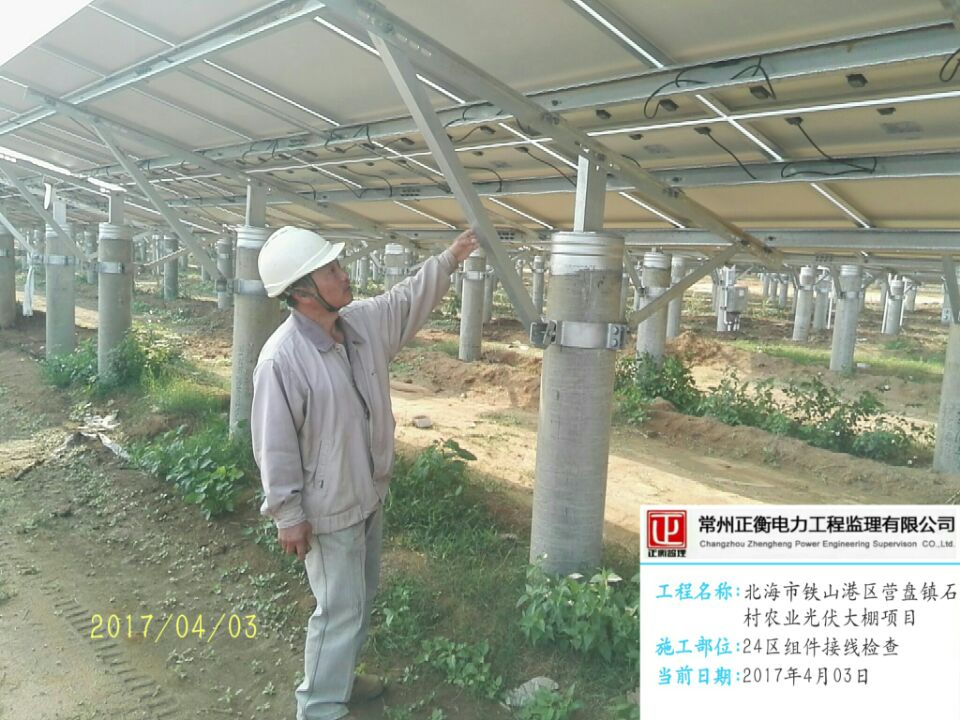 常州正衡电力工程监理有限公司
Changzhou Zhengheng Power Engineering Supervison CO.,Ltd.
正衡管理
工程名称:北海市铁山港区营盘镇石
村农业光伏大棚项目
施工部位:24区组件接线检查
当前日期:2017年4月03日
2017/04/03